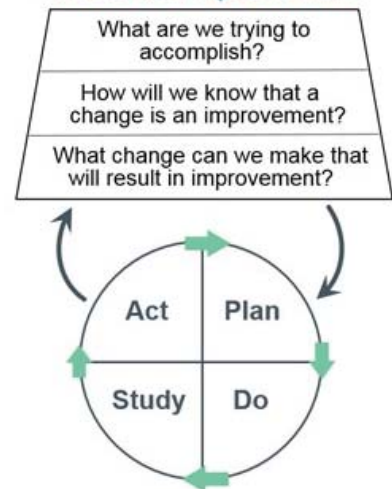 What are we trying to
accomplish?
How will we know that a
change is an improvement?
What change can we make that
will result in improvement?
Act
Plan
Study
Do